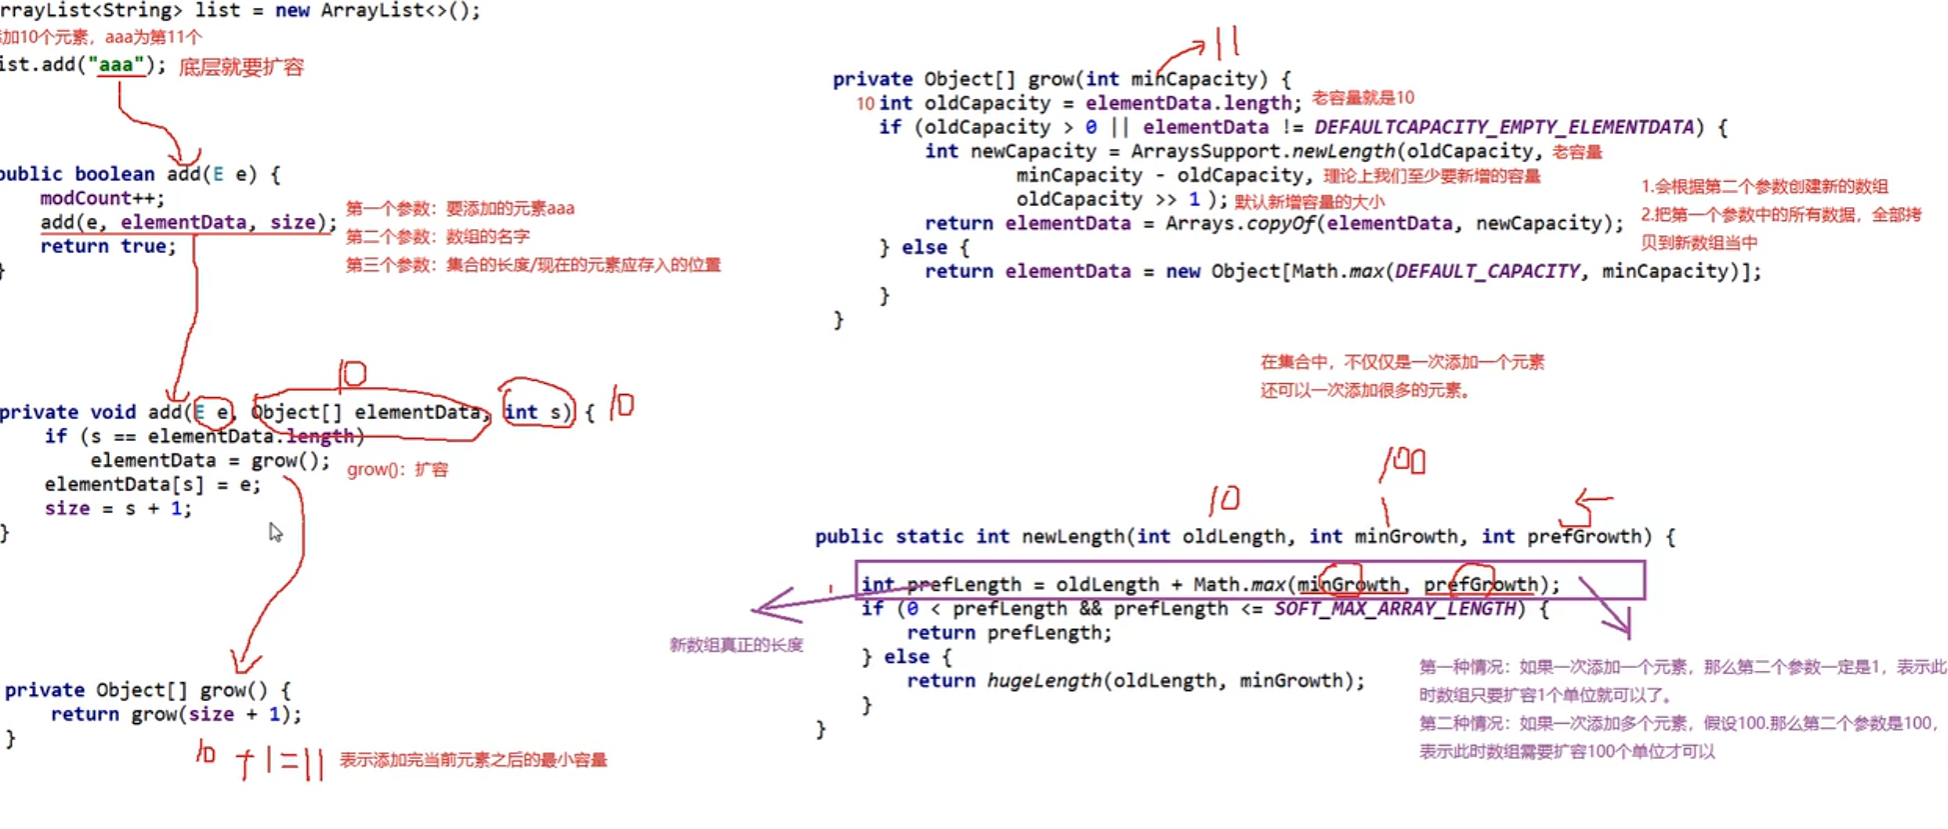 rrayList<String> list = new ArrayList<>();
加10个元素，aaa为第11个
ist.add("aaa"); 底层就要扩容
public boolean add(E e) {
modCount++;
add(e, elementData, size);
return true;
}
第一个参数：要添加的元素aaa
第二个参数：数组的名字
第三个参数：集合的长度/现在的元素应存入的位置
10
private void add(E e, Object[] elementData, int s) { 10
if (s == elementData.length)
elementData = grow();
grow()：扩容
elementData[s] = e;
size = s + 1;
}
private Object[] grow() {
return grow(size + 1);
}
10 + 1 = 11
表示添加完当前元素之后的最小容量
11
private Object[] grow(int minCapacity) {
10 int oldCapacity = elementData.length; 老容量就是10
if (oldCapacity > 0 || elementData != DEFAULTCAPACITY_EMPTY_ELEMENTDATA) {
int newCapacity = ArraysSupport.newLength(oldCapacity, 老容量
minCapacity - oldCapacity, 理论上我们至少要新增的容量
oldCapacity >> 1 ); 默认新增容量的大小
return elementData = Arrays.copyOf(elementData, newCapacity);
} else {
return elementData = new Object[Math.max(DEFAULT_CAPACITY, minCapacity)];
}
}
1.会根据第二个参数创建新的数组
2.把第一个参数中的所有数据，全部拷
贝到新数组当中
在集合中，不仅仅是一次添加一个元素
还可以一次添加很多的元素。
10
100
5
public static int newLength(int oldLength, int minGrowth, int prefGrowth) {
int prefLength = oldLength + Math.max(minGrowth, prefGrowth);
if (0 < prefLength && prefLength <= SOFT_MAX_ARRAY_LENGTH) {
return prefLength;
} else {
return hugeLength(oldLength, minGrowth);
}
}
新数组真正的长度
第一种情况：如果一次添加一个元素，那么第二个参数一定是1，表示此
时数组只要扩容1个单位就可以了。
第二种情况：如果一次添加多个元素，假设100.那么第二个参数是100，
表示此时数组需要扩容100个单位才可以